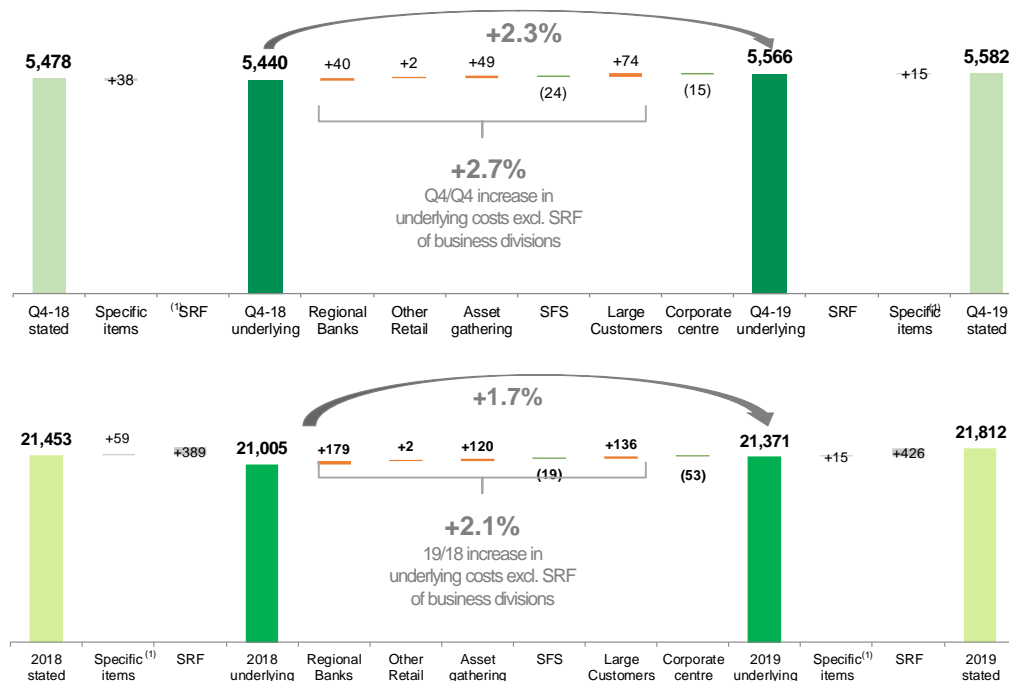 +2.3%
5,478
+38
5,440
+40
+2
+49
(24)
+74
(15)
5,566
+15
5,582
+2.7%
Q4/Q4 increase in
underlying costs excl. SRF
of business divisions
Q4-18
stated
Specific
items
(1)
SRF
Q4-18
underlying
Regional
Banks
Other
Retail
Asset
gathering
SFS
Large
Customers
Corporate
centre
Q4-19
underlying
SRF
Specific(1)
items
Q4-19
stated
+1.7%
21,453
+59
+389
21,005
+179
+2
+120
(19)
+136
(53)
21,371
+15
+426
21,812
+2.1%
19/18 increase in
underlying costs excl. SRF
of business divisions
2018
stated
Specific (1)
items
SRF
2018
underlying
Regional
Banks
Other
Retail
Asset
gathering
SFS
Large
Customers
Corporate
centre
2019
underlying
Specific(1)
items
SRF
2019
stated